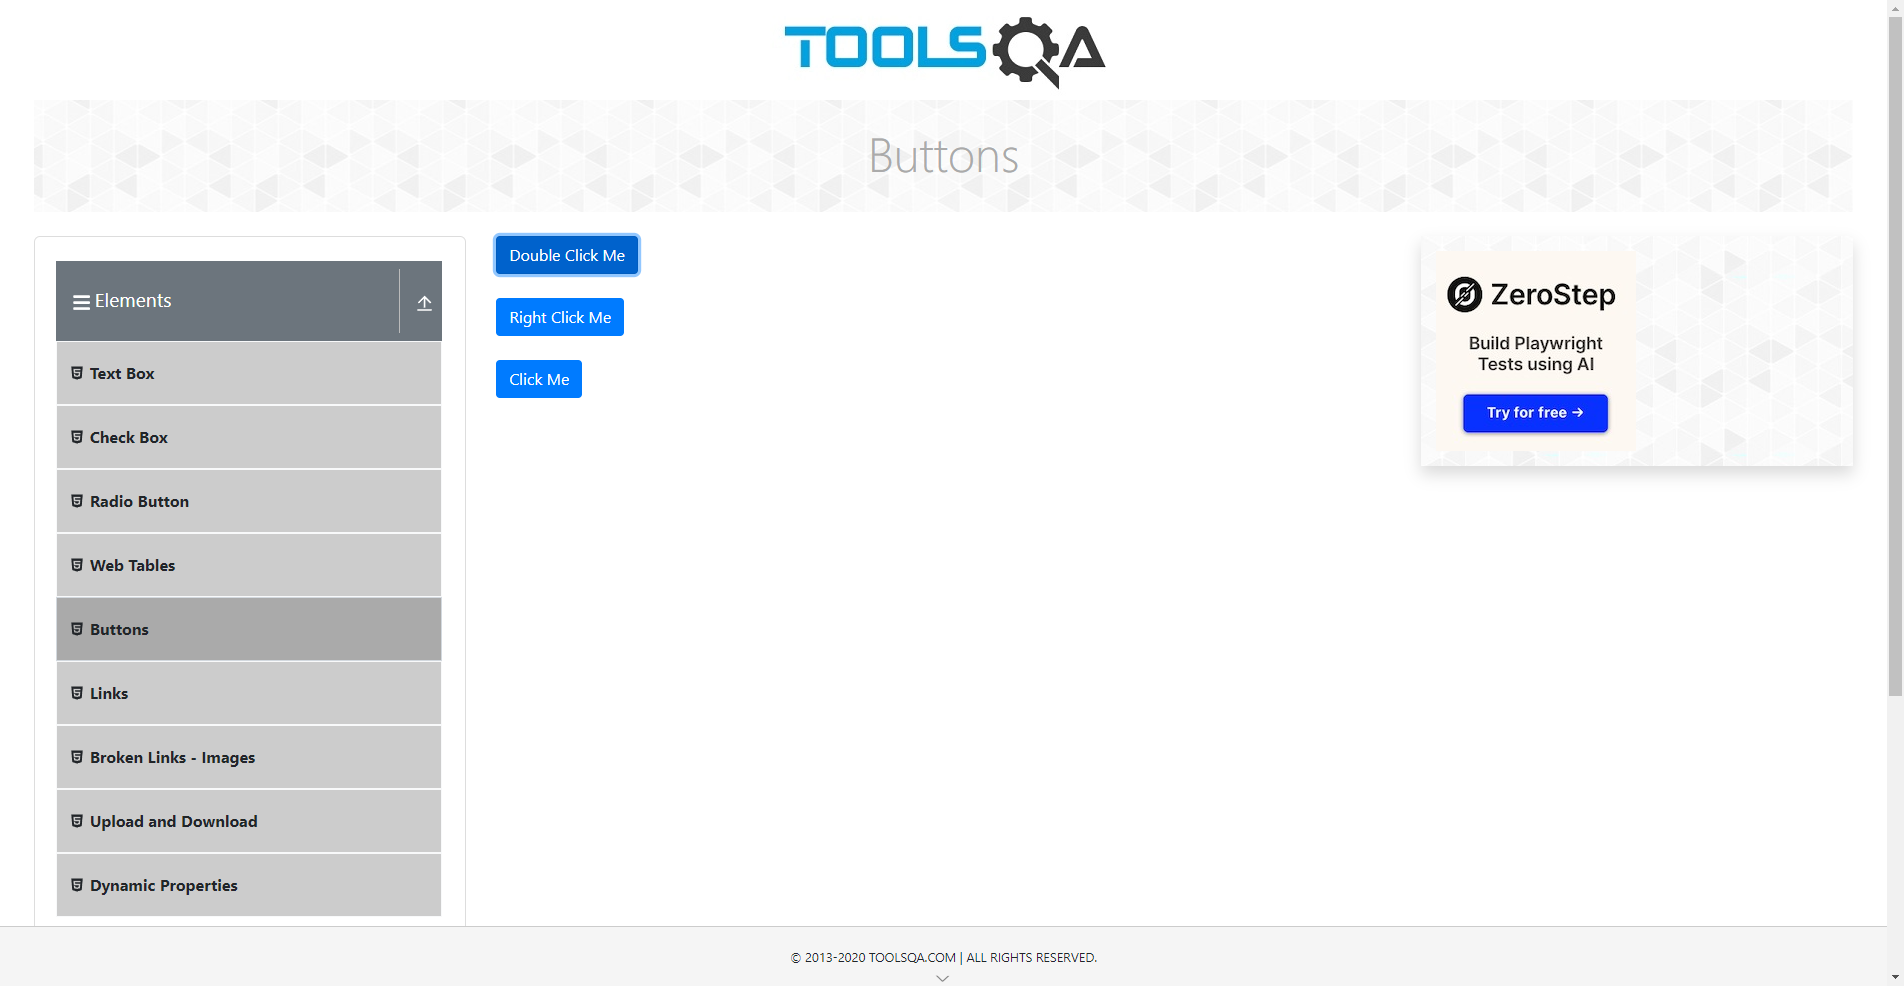 TOOLSQA
Buttons
Elements
Text Box
Check Box
Radio Button
Web Tables
Buttons
Links
Broken Links - Images
Upload and Download
Dynamic Properties
Double Click Me
Right Click Me
Click Me
ZeroStep
Build Playwright
Tests using AI
Try for free →
© 2013-2020 TOOLSQA.COM | ALL RIGHTS RESERVED.